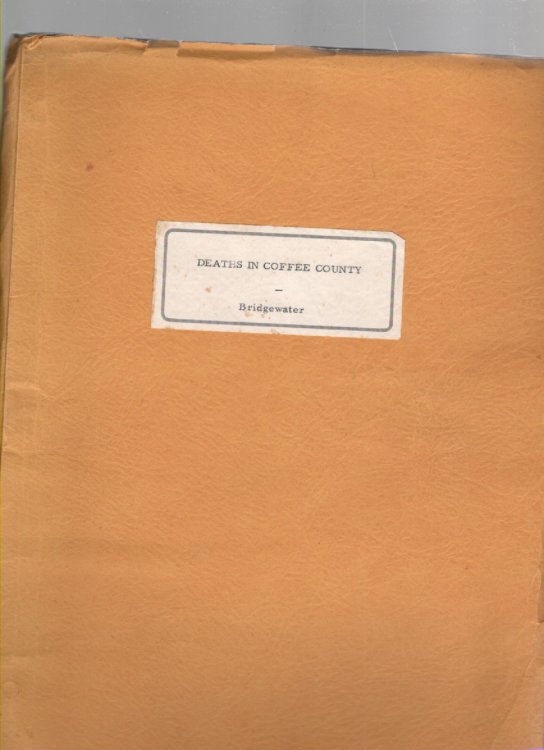 DEATHS IN COFFEE COUNTY
–
Bridgewater